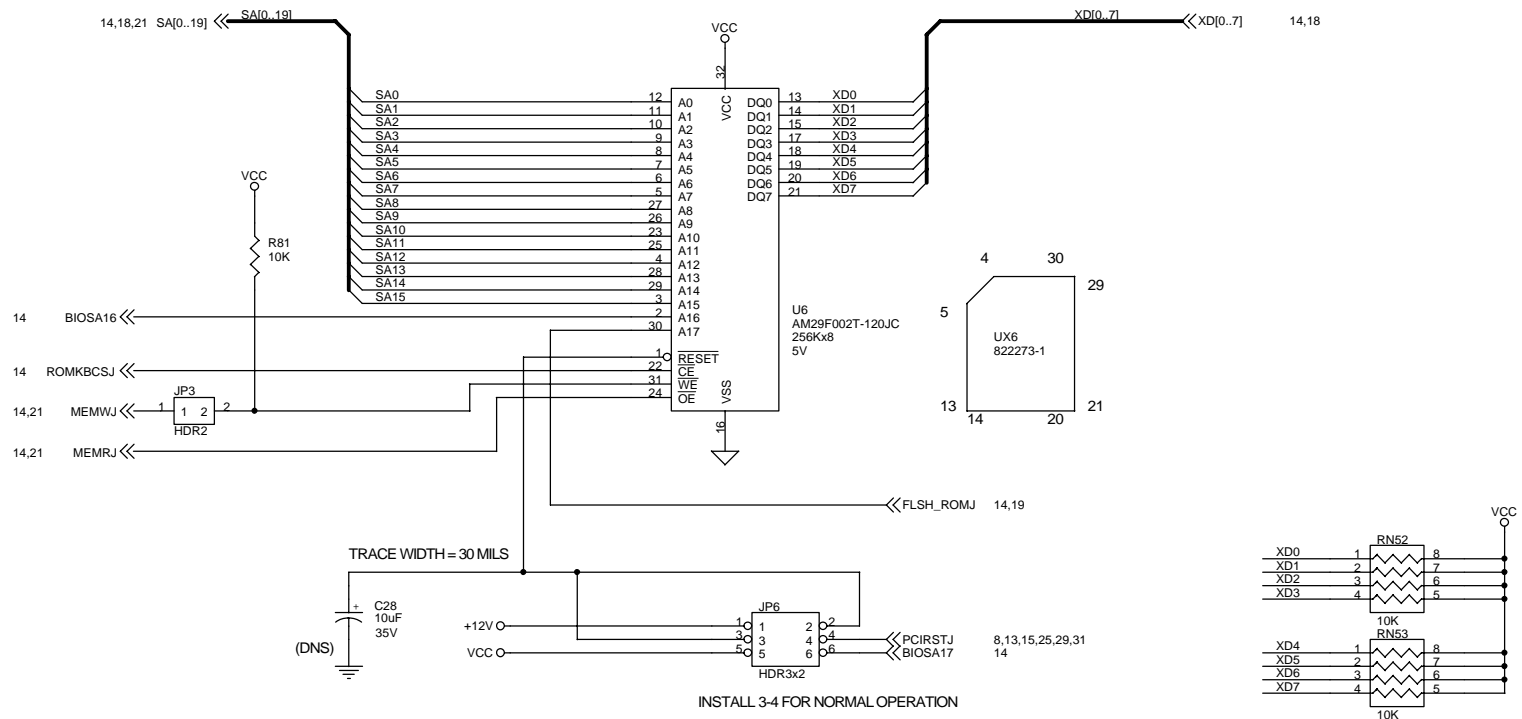 14,18,21 SA[0..19] SA[0..19]
XD[0..7] XD[0..7] 14,18
VCC
32
VCC
SA0 12 A0 DQ0 13 XD0
SA1 11 A1 DQ1 14 XD1
SA2 10 A2 DQ2 15 XD2
SA3 9 A3 DQ3 17 XD3
SA4 8 A4 DQ4 18 XD4
SA5 7 A5 DQ5 19 XD5
SA6 6 A6 DQ6 20 XD6
SA7 5 A7 DQ7 21 XD7
SA8 27 A8
SA9 26 A9
SA10 23 A10
SA11 25 A11
SA12 4 A12
SA13 28 A13
SA14 29 A14
SA15 3 A15
14 BIOSA16 2 A16
30 A17
1 RESET
14 ROMKBCSJ 22 CE
31 WE
24 OE
VSS
16
VCC
R81
10K
JP3
14,21 MEMWJ 1 1 2 2
HDR2
14,21 MEMRJ
U6
AM29F002T-120JC
256Kx8
5V
4 30
29
5
UX6
822273-1
13 21
14 20
FLSH_ROMJ 14,19
TRACE WIDTH = 30 MILS
C28
+ 10uF
35V
(DNS)
JP6
+12V 1 1 2 2
3 3 4 4 PCIRSTJ 8,13,15,25,29,31
VCC 5 5 6 6 BIOSA17 14
HDR3x2
INSTALL 3-4 FOR NORMAL OPERATION
VCC
RN52
XD0 1 8
XD1 2 7
XD2 3 6
XD3 4 5
10K
RN53
XD4 1 8
XD5 2 7
XD6 3 6
XD7 4 5
10K